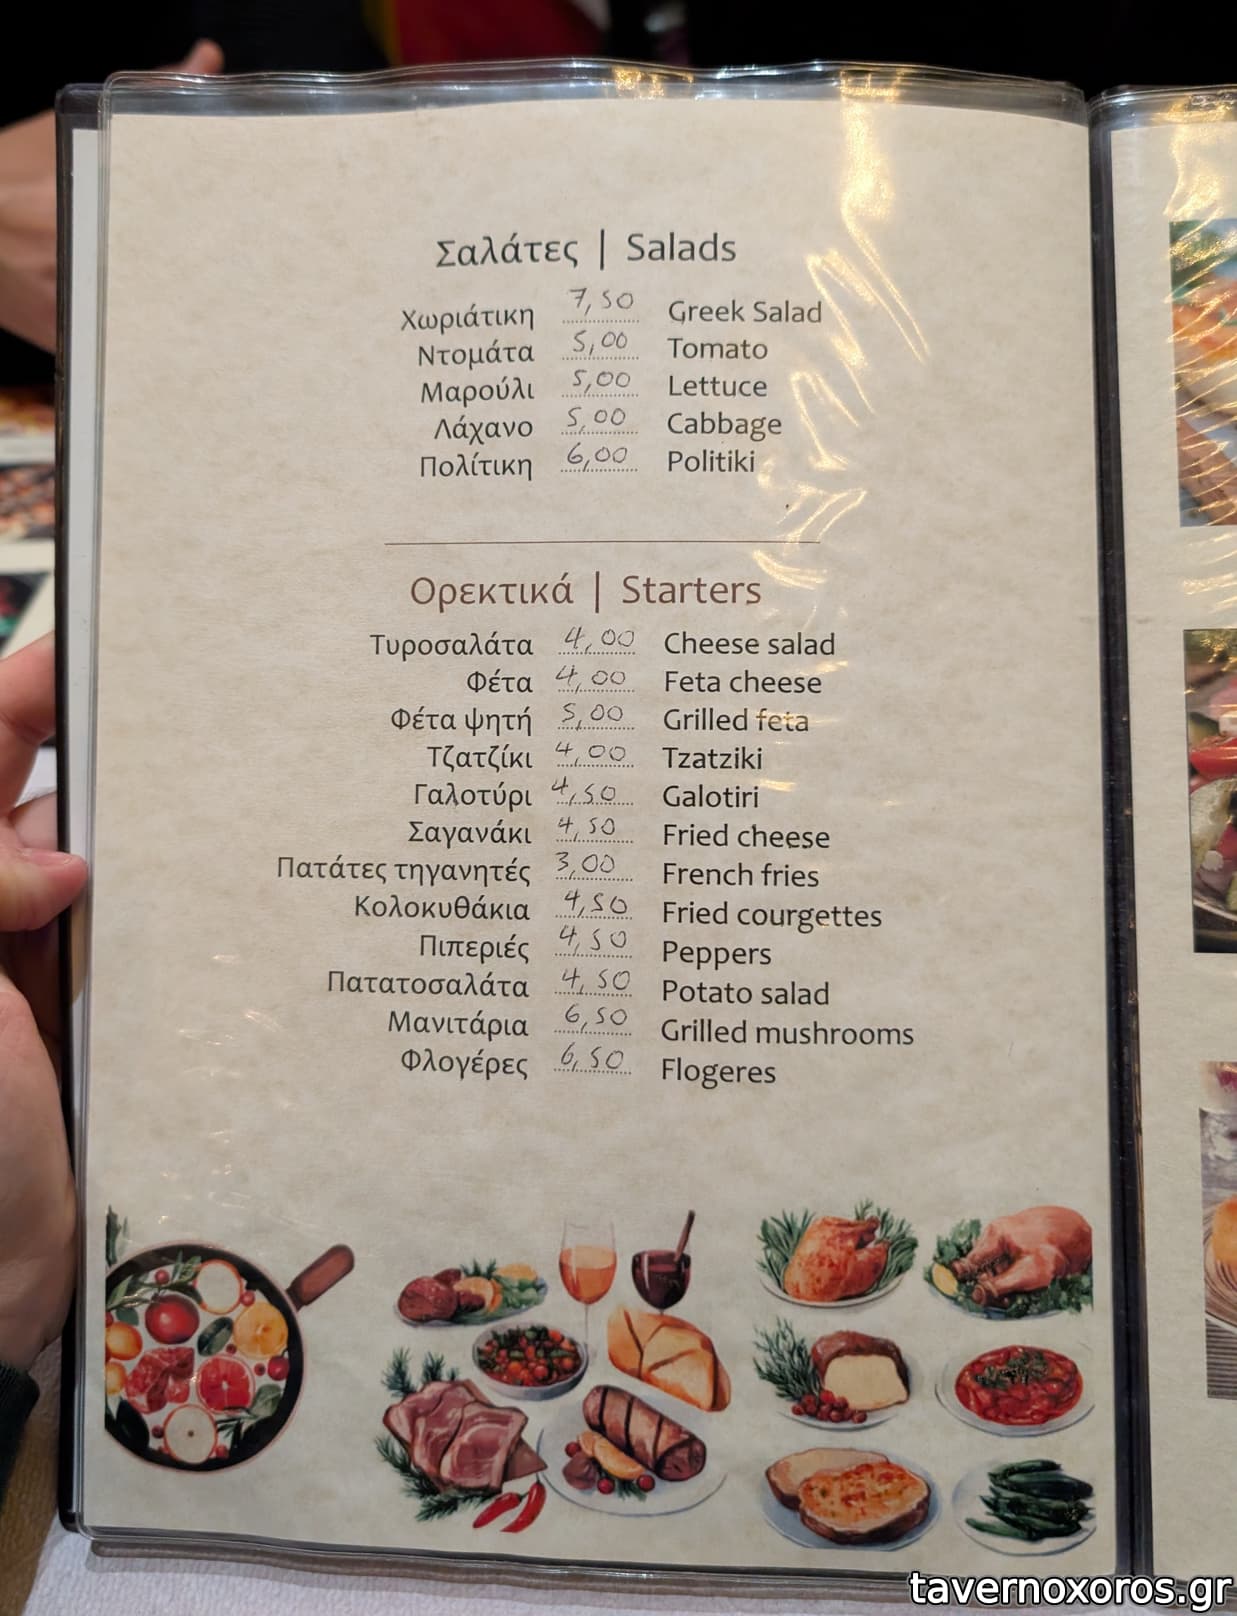 Σαλάτες | Salads
Χωριάτικη 7,50 Greek Salad
Ντομάτα 5,00 Tomato
Μαρούλι 5,00 Lettuce
Λάχανο 5,00 Cabbage
Πολίτικη 6,00 Politiki
Ορεκτικά | Starters
Τυροσαλάτα 4,00 Cheese salad
Φέτα 4,00 Feta cheese
Φέτα ψητή 5,00 Grilled feta
Τζατζίκι 4,00 Tzatziki
Γαλοτύρι 4,50 Galotiri
Σαγανάκι 4,50 Fried cheese
Πατάτες τηγανητές 3,00 French fries
Κολοκυθάκια 4,50 Fried courgettes
Πιπεριές 4,50 Peppers
Πατατοσαλάτα 4,50 Potato salad
Μανιτάρια 6,50 Grilled mushrooms
Φλογέρες 6,50 Flogeres
tavernoxoros.gr